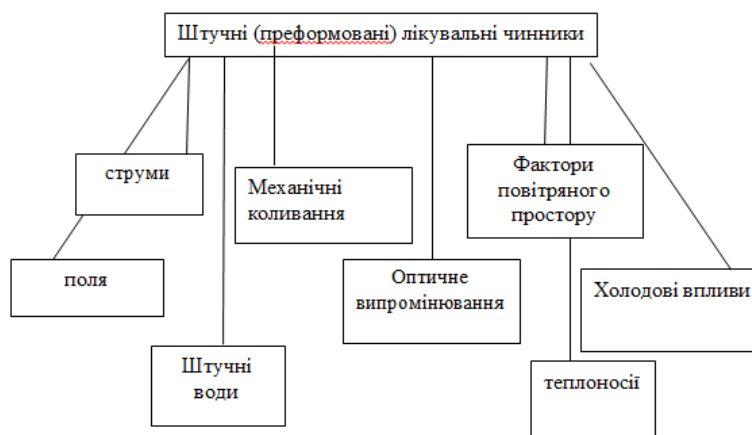 Штучні (преформовані) лікувальні чинники
струми
Механічні
коливання
Фактори
повітряного
простору
поля
Оптичне
випромінювання
Холодові впливи
Штучні
води
теплоносії